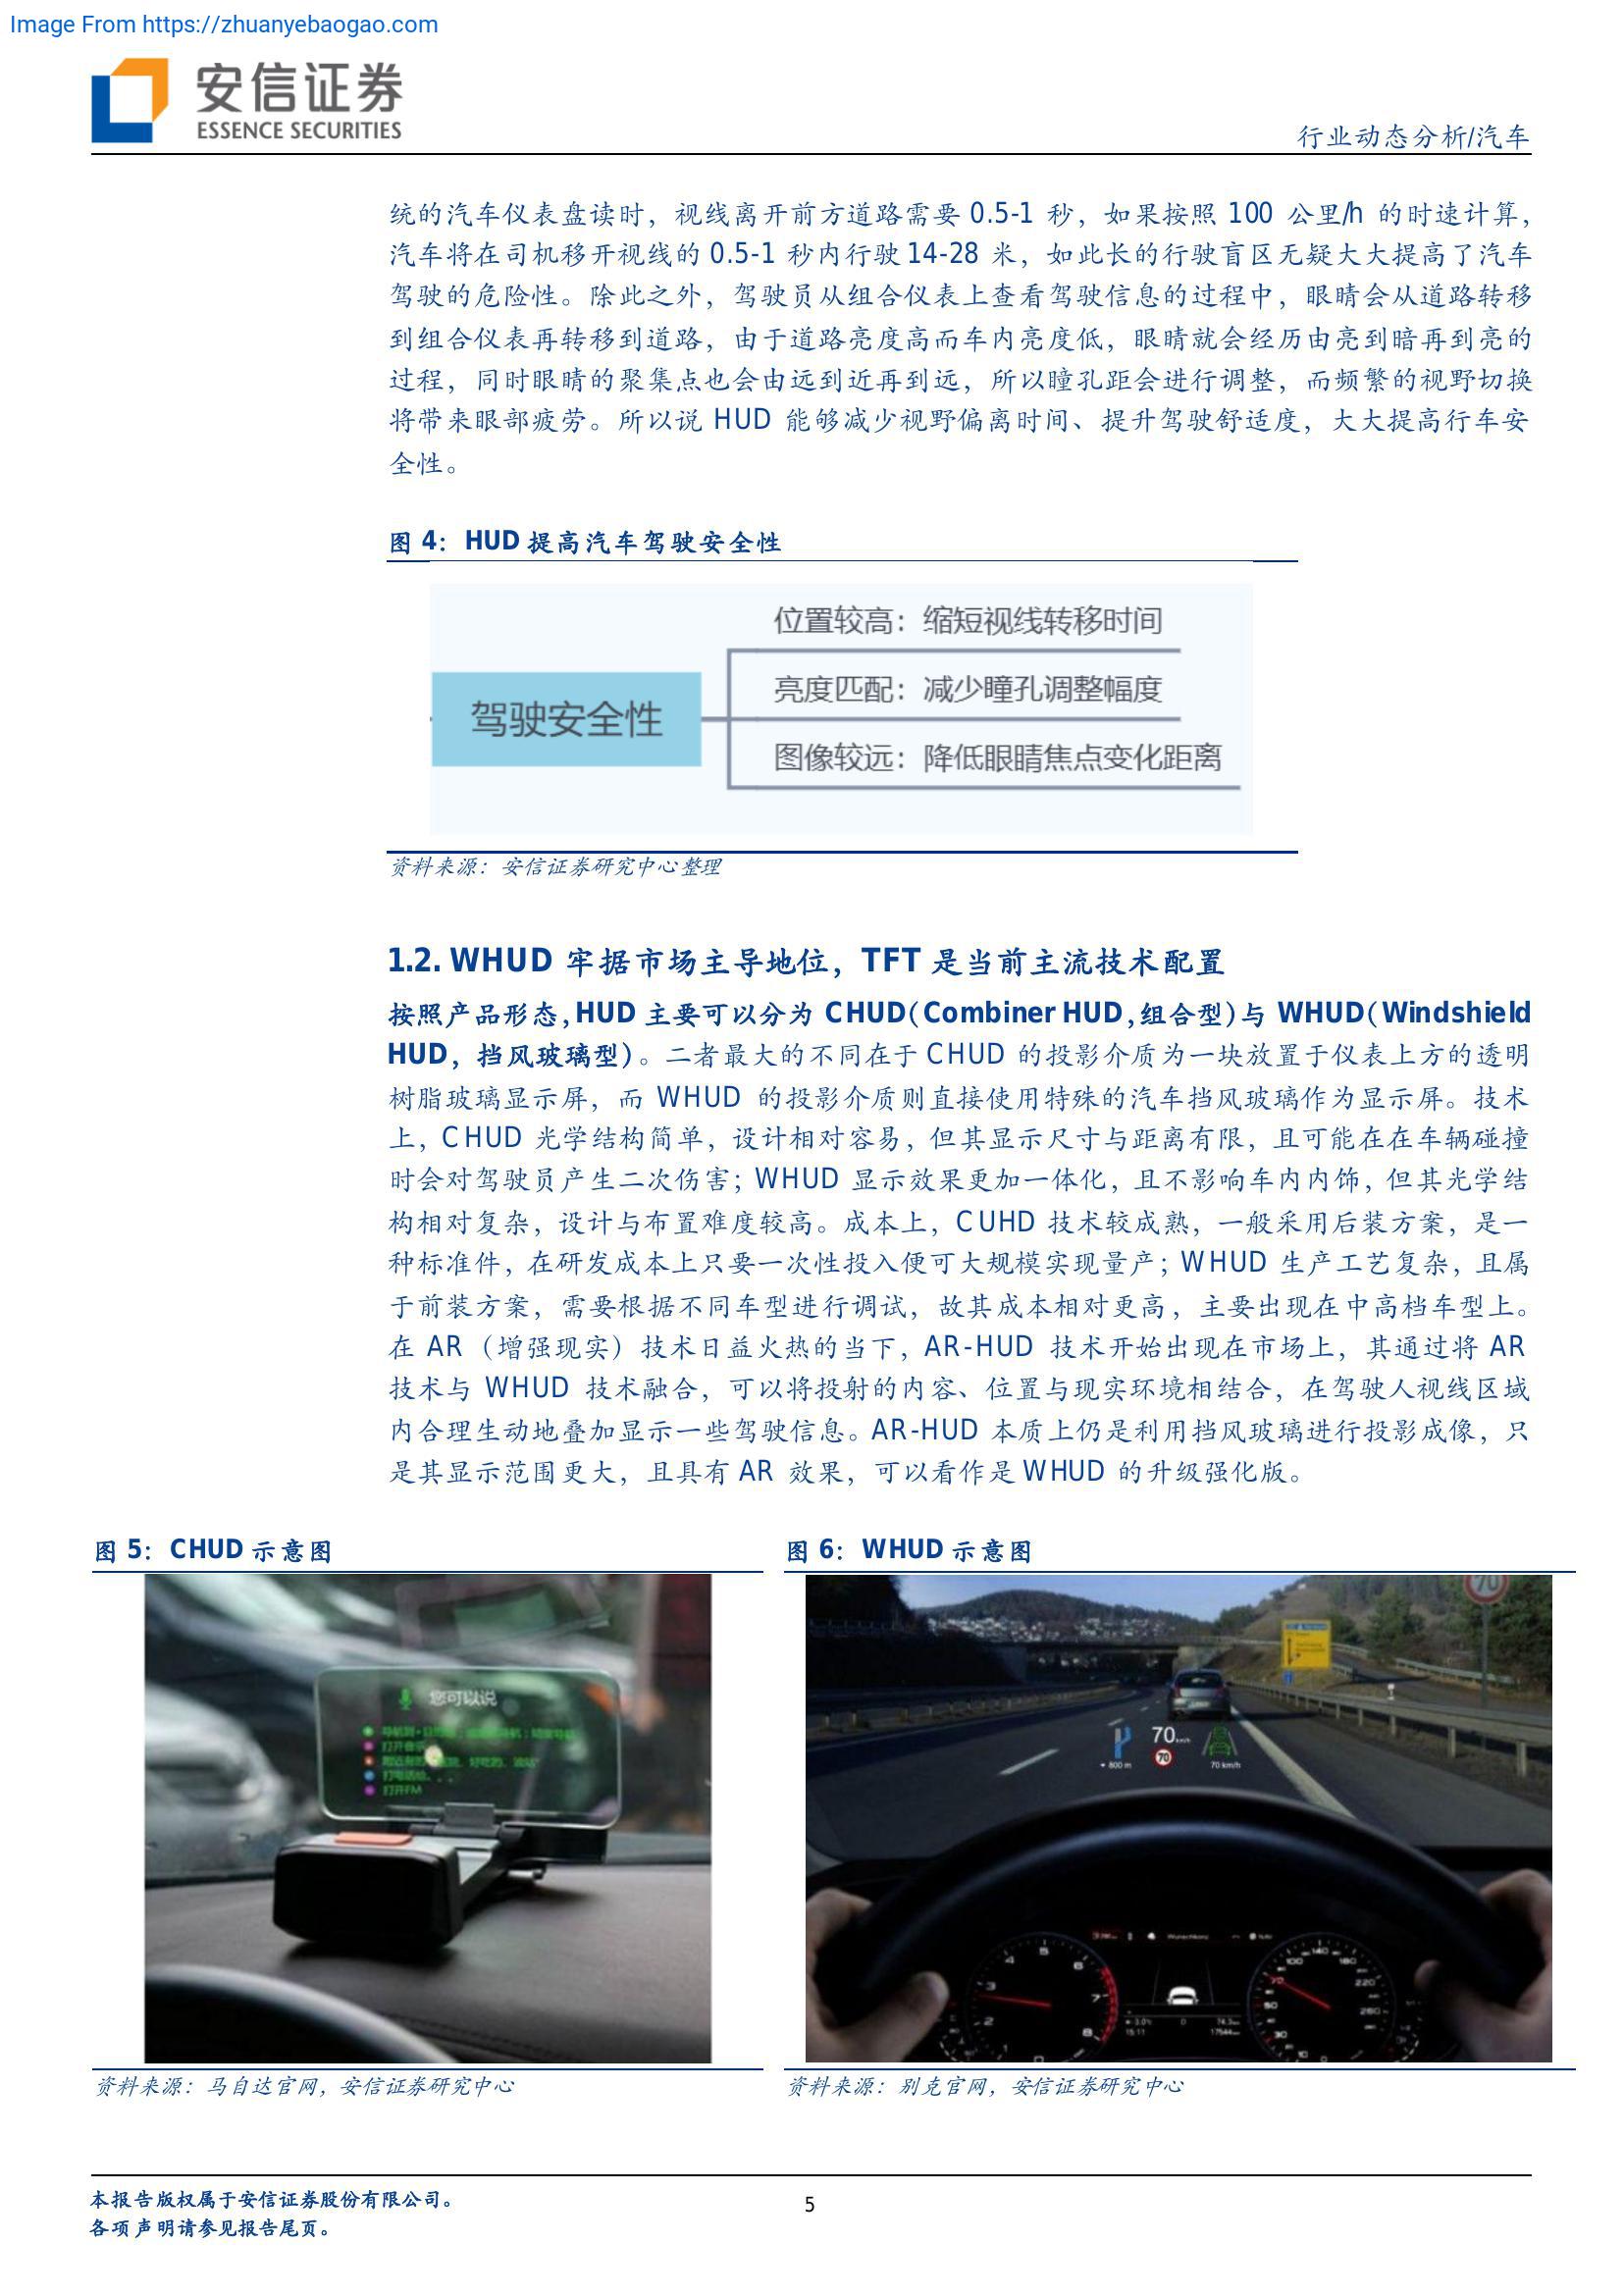 Image From https://zhuanyebaogao.com
安信证券
ESSENCE SECURITIES
行业动态分析/汽车
统的汽车仪表盘读时，视线离开前方道路需要 0.5-1 秒，如果按照 100 公里/h 的时速计算，
汽车将在司机移开视线的 0.5-1 秒内行驶 14-28 米，如此长的行驶盲区无疑大大提高了汽车
驾驶的危险性。除此之外，驾驶员从组合仪表上查看驾驶信息的过程中，眼睛会从道路转移
到组合仪表再转移到道路，由于道路亮度高而车内亮度低，眼睛就会经历由亮到暗再到亮的
过程，同时眼睛的聚集点也会由远到近再到远，所以瞳孔距会进行调整，而频繁的视野切换
将带来眼部疲劳。所以说 HUD 能够减少视野偏离时间、提升驾驶舒适度，大大提高行车安
全性。
图 4：HUD 提高汽车驾驶安全性
位置较高：缩短视线转移时间
亮度匹配：减少瞳孔调整幅度
驾驶安全性
图像较远：降低眼睛焦点变化距离
资料来源：安信证券研究中心整理
1.2. WHUD 牢据市场主导地位，TFT 是当前主流技术配置
按照产品形态，HUD 主要可以分为 CHUD（Combiner HUD，组合型）与 WHUD（Windshield
HUD，挡风玻璃型）。二者最大的不同在于 CHUD 的投影介质为一块放置于仪表上方的透明
树脂玻璃显示屏，而 WHUD 的投影介质则直接使用特殊的汽车挡风玻璃作为显示屏。技术
上，CHUD 光学结构简单，设计相对容易，但其显示尺寸与距离有限，且可能在在车辆碰撞
时会对驾驶员产生二次伤害；WHUD 显示效果更加一体化，且不影响车内内饰，但其光学结
构相对复杂，设计与布置难度较高。成本上，CUHD 技术较成熟，一般采用后装方案，是一
种标准件，在研发成本上只要一次性投入便可大规模实现量产；WHUD 生产工艺复杂，且属
于前装方案，需要根据不同车型进行调试，故其成本相对更高，主要出现在中高档车型上。
在 AR（增强现实）技术日益火热的当下，AR-HUD 技术开始出现在市场上，其通过将 AR
技术与 WHUD 技术融合，可以将投射的内容、位置与现实环境相结合，在驾驶人视线区域
内合理生动地叠加显示一些驾驶信息。AR-HUD 本质上仍是利用挡风玻璃进行投影成像，只
是其显示范围更大，且具有 AR 效果，可以看作是 WHUD 的升级强化版。
图 5：CHUD 示意图
您可以说
打开音乐
打开FM
资料来源：马自达官网，安信证券研究中心
图 6：WHUD 示意图
70
70 km/h
70
800 m
70 km/h
4 5 6
3 7
2 8
100 140 180
220
260
50
30
10
资料来源：别克官网，安信证券研究中心
本报告版权属于安信证券股份有限公司。
各项声明请参见报告尾页。
5